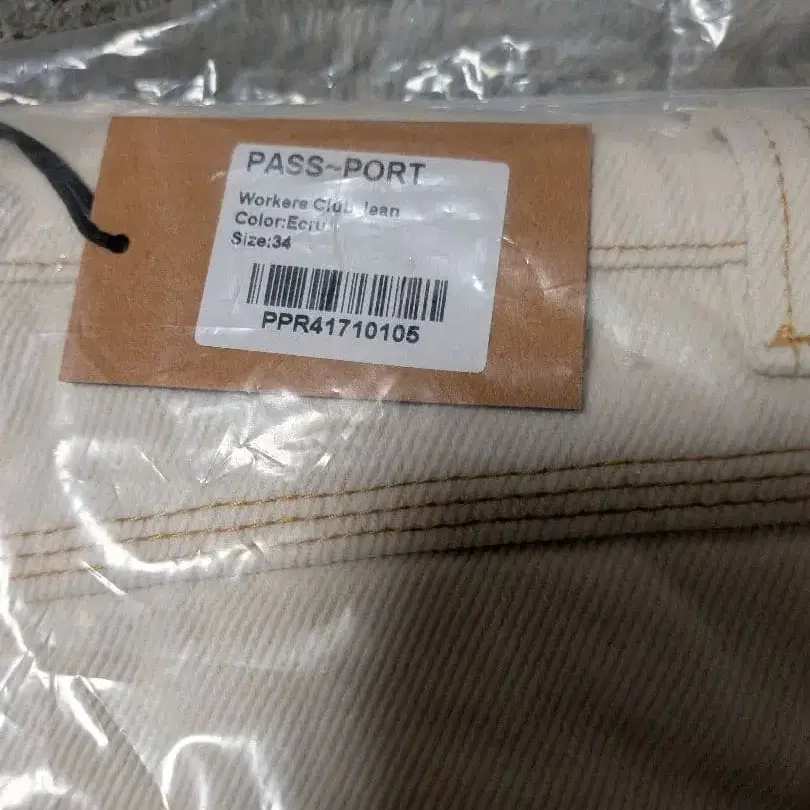 PASS~PORT
Workers Club Jean
Color:Ecru
Size:34
PPR41710105